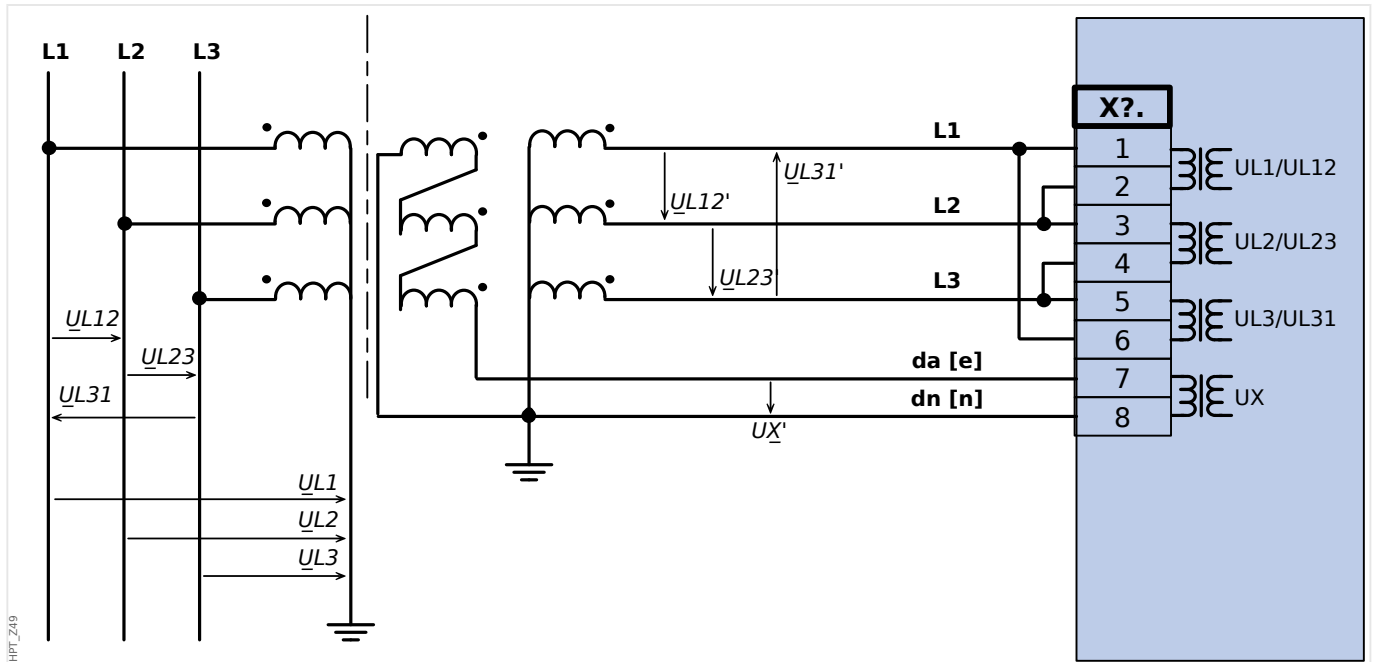 L1 L2 L3
X?.
L1
1
UL1/UL12
UL31'
2
UL12'
L2
3
UL2/UL23
4
UL23'
L3
5
UL3/UL31
UL12
6
UL23
da [e]
7
UL31
dn [n]
UX
8
UX'
UL1
UL2
UL3
HPT_Z49